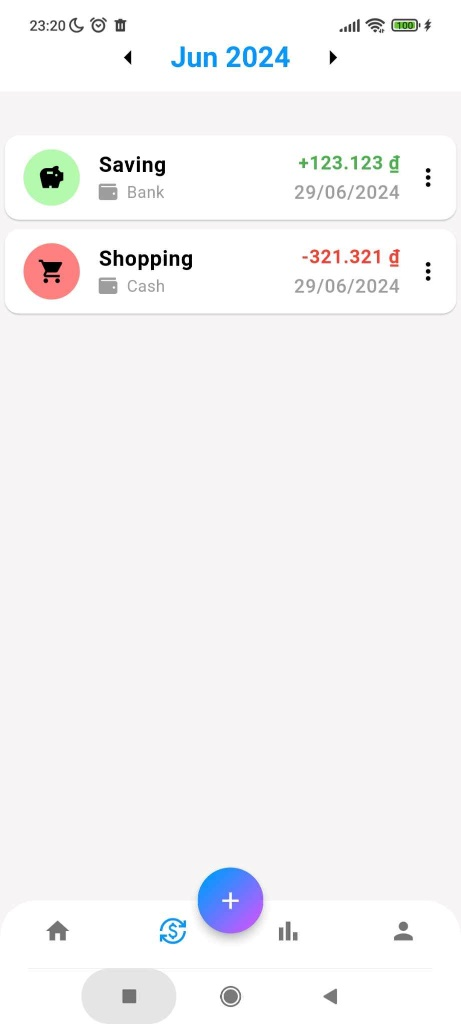 23:20
100
Jun 2024
Saving
+123.123 ₫
Bank
29/06/2024
Shopping
-321.321 ₫
Cash
29/06/2024
+